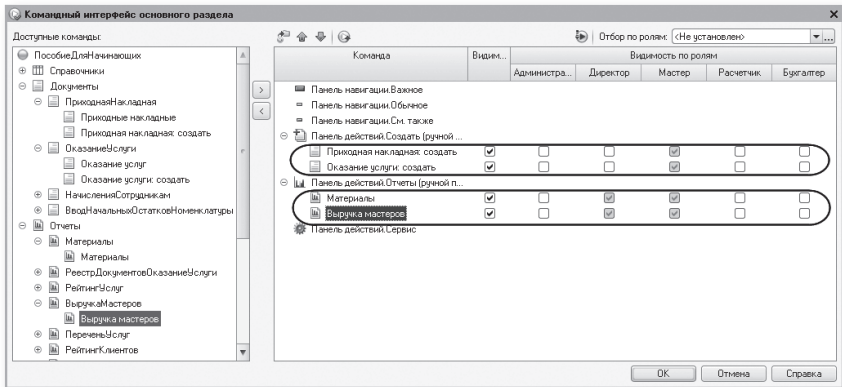 Командный интерфейс основного раздела
Доступные команды:
Отбор по ролям: <Не установлен>
ПособиеДляНачинающих
Справочники
Документы
ПриходнаяНакладная
Приходные накладные
Приходная накладная: создать
ОказаниеУслуги
Оказание услуг
Оказание услуги: создать
НачисленияСотрудникам
ВводНачальныхОстатковНоменклатуры
Отчеты
Материалы
Материалы
РеестрДокументовОказаниеУслуги
РейтингУслуг
ВыручкаМастеров
Выручка мастеров
ПереченьУслуг
РейтингКлиентов
Команда Видим... Видимость по ролям
Администра... Директор Мастер Расчетчик Бухгалтер
Панель навигации.Важное
Панель навигации.Обычное
Панель навигации.См. также
Панель действий.Создать (ручной ...
Приходная накладная: создать
Оказание услуги: создать
Панель действий.Отчеты (ручной п...
Материалы
Выручка мастеров
Панель действий.Сервис
OK Отмена Справка